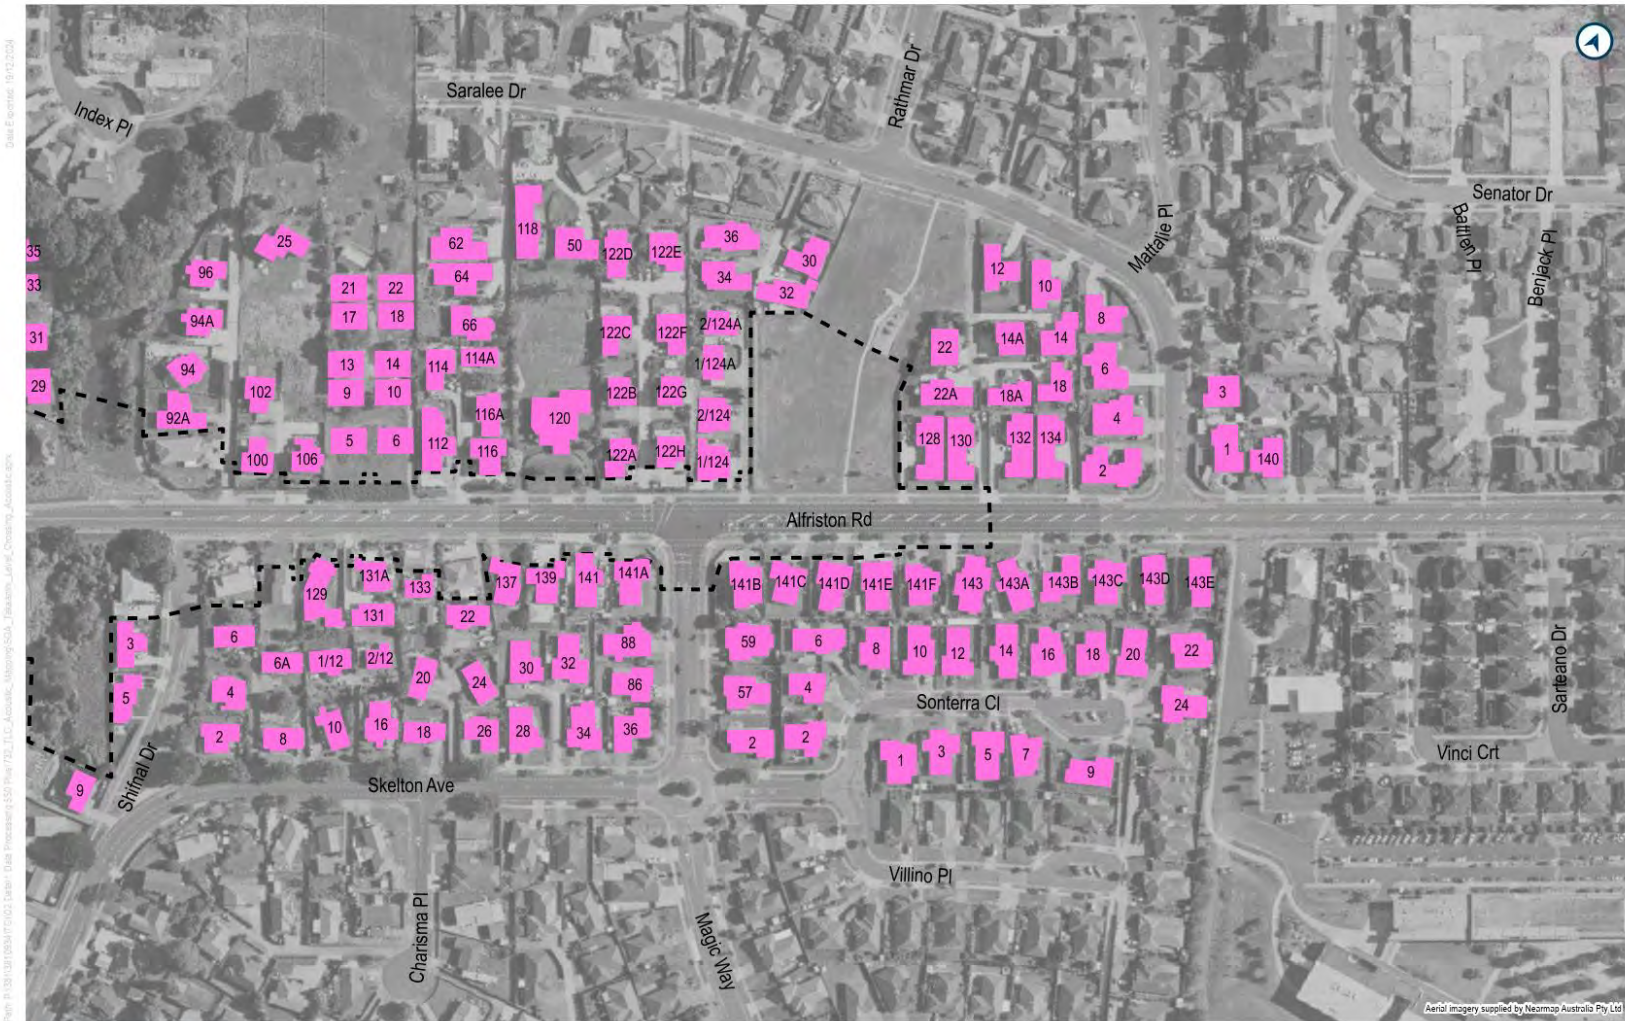 Data Exported: 19/12/2024
Index Pl
Saralee Dr
Rathmar Dr
Mattalie Pl
Senator Dr
Battlen Pl
Benjack Pl
35
33
31
29
96
94A
94
92A
25
102
100
106
21
22
17
18
13
14
9
10
5
6
62
64
66
114
114A
116A
116
112
118
50
120
122D
122E
122C
122F
122B
122G
122A
122H
36
34
30
32
2/124A
1/124A
2/124
1/124
12
10
8
22
14A
14
6
22A
18A
18
4
128
130
132
134
2
3
1
140
Alfriston Rd
129
131A
133
137
139
141
141A
141B
141C
141D
141E
141F
143
143A
143B
143C
143D
143E
3
5
9
6
131
22
6A
1/12
2/12
4
20
24
30
32
88
86
2
8
10
16
18
26
28
34
36
59
6
8
10
12
14
16
18
20
22
57
4
24
2
2
1
3
5
7
9
Sonterra Cl
Sarteano Dr
Vinci Crt
Shifnal Dr
Skelton Ave
Villino Pl
Charisma Pl
Magic Way
Aerial imagery supplied by Nearmap Australia Pty Ltd